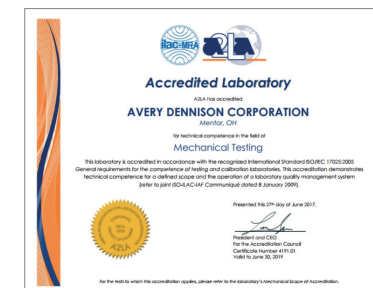 ilac-MRA
A2LA
Accredited Laboratory
A2LA has accredited
AVERY DENNISON CORPORATION
Mentor, OH
for technical competence in the field of
Mechanical Testing
This laboratory is accredited in accordance with the recognized International Standard ISO/IEC 17025:2005
General requirements for the competence of testing and calibration laboratories. This accreditation demonstrates
technical competence for a defined scope and the operation of a laboratory quality management system
(refer to joint ISO-ILAC-IAF Communiqué dated 8 January 2009).
Presented this 27th day of June 2017.
President and CEO
For the Accreditation Council
Certificate Number 4191.01
Valid to June 30, 2019
SEAL
1978
A2LA
For the tests to which this accreditation applies, please refer to the laboratory's Mechanical Scope of Accreditation.